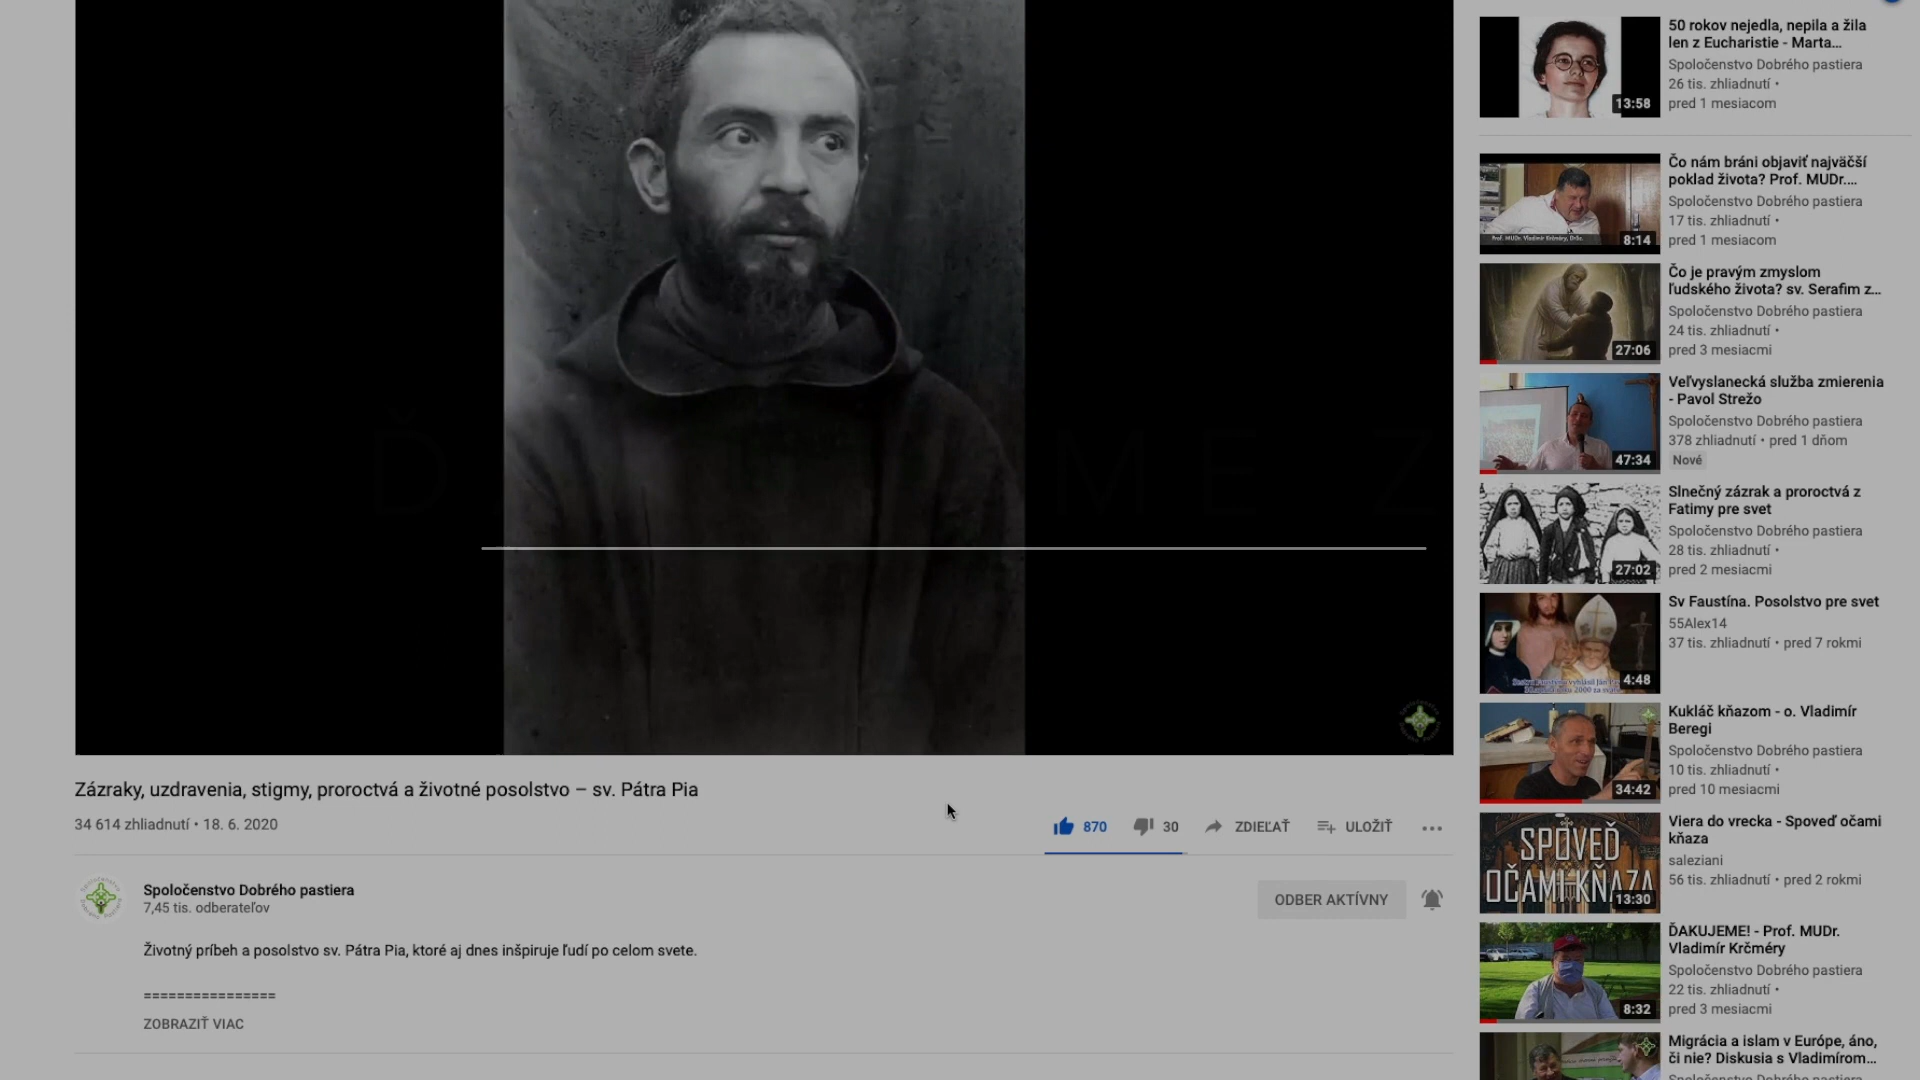 Zázraky, uzdravenia, stigmy, proroctvá a životné posolstvo – sv. Pátra Pia
34 614 zhliadnutí • 18. 6. 2020
870
30
ZDIEĽAŤ
ULOŽIŤ
Spoločenstvo Dobrého pastiera
7,45 tis. odberateľov
ODBER AKTÍVNY
Životný príbeh a posolstvo sv. Pátra Pia, ktoré aj dnes inšpiruje ľudí po celom svete.
================
ZOBRAZIŤ VIAC
13:58
50 rokov nejedla, nepila a žila
len z Eucharistie - Marta...
Spoločenstvo Dobrého pastiera
26 tis. zhliadnutí •
pred 1 mesiacom
Prof. MUDr. Vladimír Krčméry, DrSc.
8:14
Čo nám bráni objaviť najväčší
poklad života? Prof. MUDr....
Spoločenstvo Dobrého pastiera
17 tis. zhliadnutí •
pred 1 mesiacom
27:06
Čo je pravým zmyslom
ľudského života? sv. Serafim z...
Spoločenstvo Dobrého pastiera
24 tis. zhliadnutí •
pred 3 mesiacmi
47:34
Veľvyslanecká služba zmierenia
- Pavol Strežo
Spoločenstvo Dobrého pastiera
378 zhliadnutí • pred 1 dňom
Nové
27:02
Slnečný zázrak a proroctvá z
Fatimy pre svet
Spoločenstvo Dobrého pastiera
28 tis. zhliadnutí •
pred 2 mesiacmi
4:48
Sv Faustína. Posolstvo pre svet
55Alex14
37 tis. zhliadnutí • pred 7 rokmi
34:42
Kukláč kňazom - o. Vladimír
Beregi
Spoločenstvo Dobrého pastiera
10 tis. zhliadnutí •
pred 10 mesiacmi
SPOVEĎ
OČAMI KŇAZA
13:30
Viera do vrecka - Spoveď očami
kňaza
saleziani
56 tis. zhliadnutí • pred 2 rokmi
8:32
ĎAKUJEME! - Prof. MUDr.
Vladimír Krčméry
Spoločenstvo Dobrého pastiera
22 tis. zhliadnutí •
pred 3 mesiacmi
Migrácia a islam v Európe, áno,
či nie? Diskusia s Vladimírom...
Spoločenstvo Dobrého pastiera